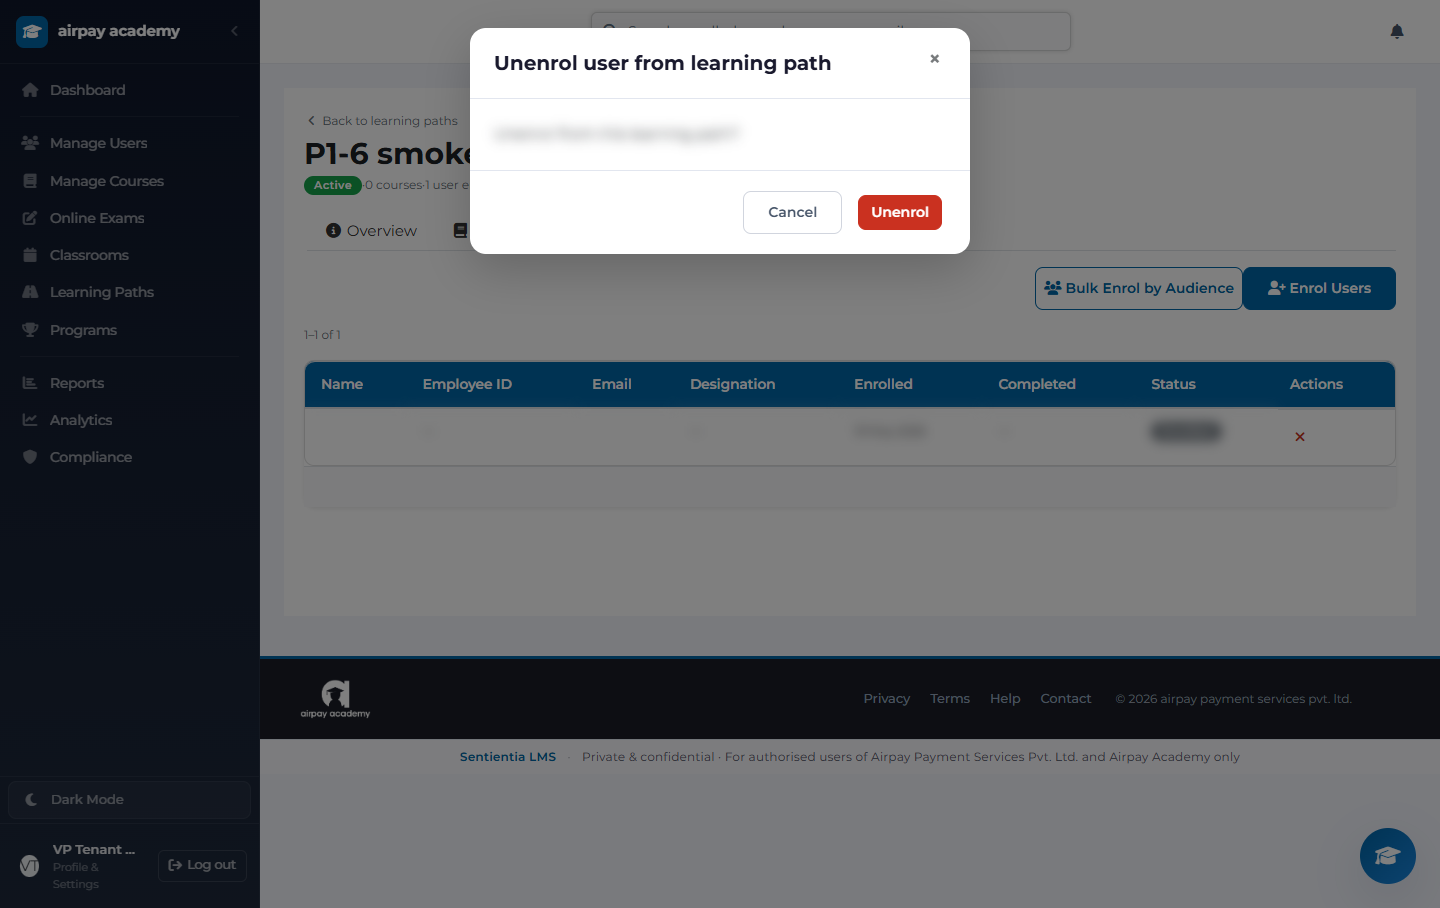 airpay academy
Dashboard
Manage Users
Manage Courses
Online Exams
Classrooms
Learning Paths
Programs
Reports
Analytics
Compliance
Dark Mode
VP Tenant ...
Profile &
Settings
Log out
Unenrol user from learning path
×
Cancel
Unenrol
Back to learning paths
P1-6 smoke
Active ·0 courses·1 user
Overview
Bulk Enrol by Audience
Enrol Users
1–1 of 1
Name Employee ID Email Designation Enrolled Completed Status Actions
airpay academy
Privacy Terms Help Contact © 2026 airpay payment services pvt. ltd.
Sentientia LMS · Private & confidential · For authorised users of Airpay Payment Services Pvt. Ltd. and Airpay Academy only